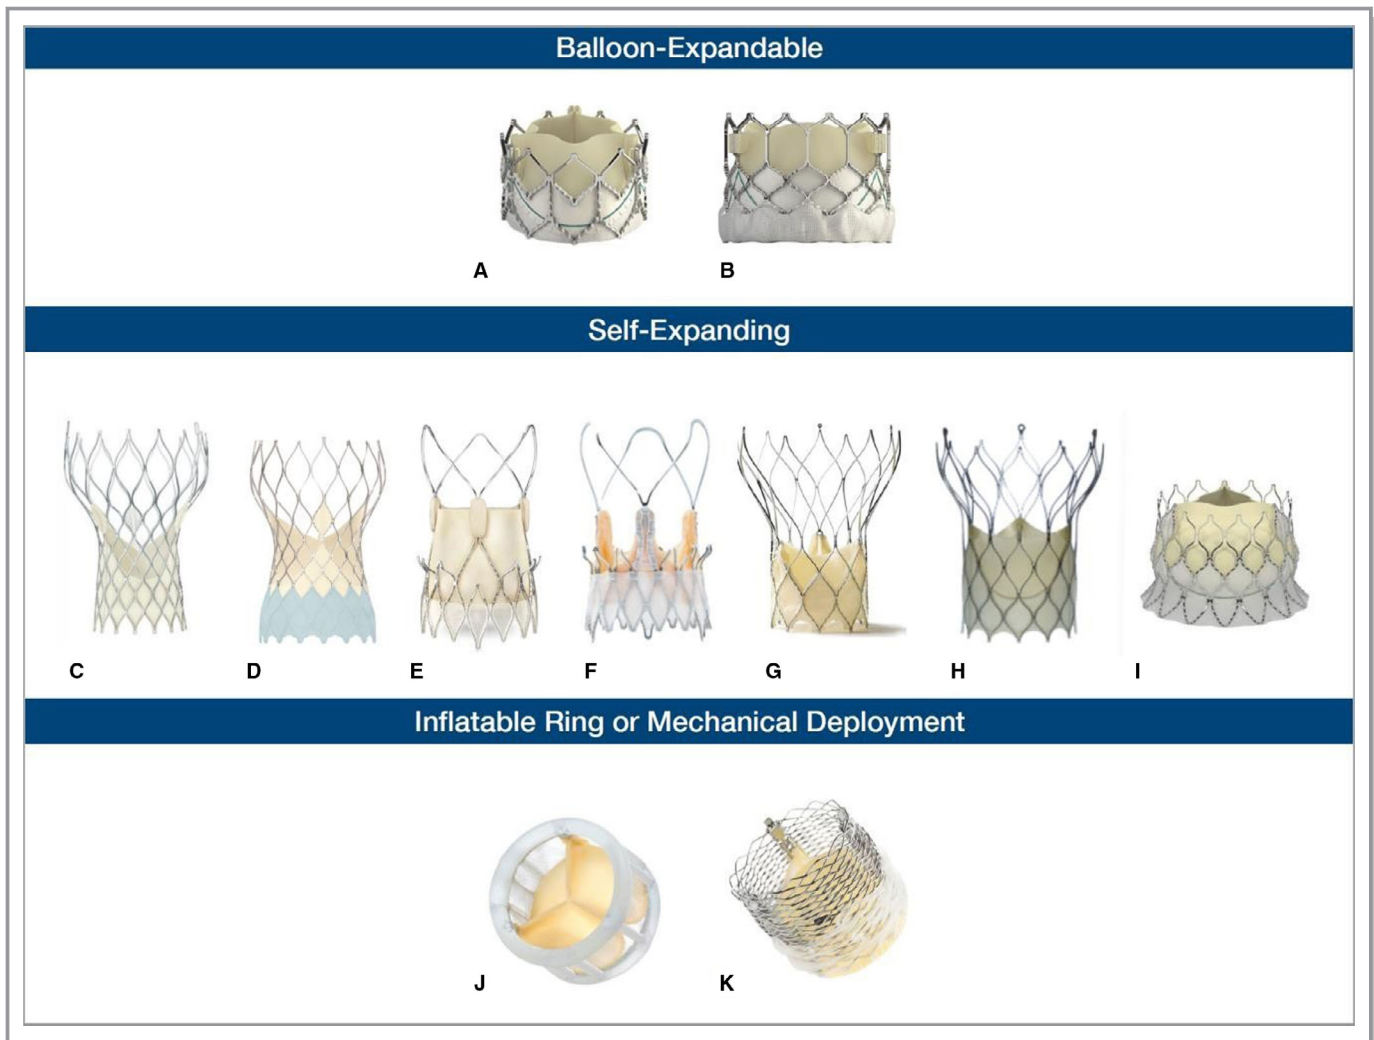 Balloon-Expandable
A B
Self-Expanding
C D E F G H I
Inflatable Ring or Mechanical Deployment
J K